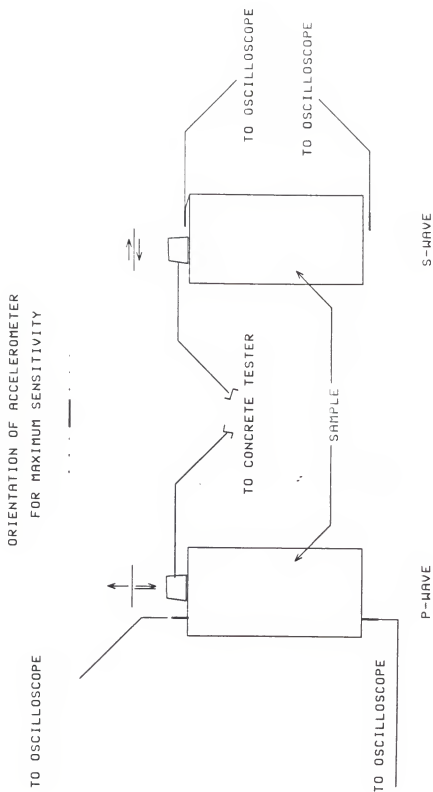 ORIENTATION OF ACCELEROMETER
FOR MAXIMUM SENSITIVITY
TO OSCILLOSCOPE
TO OSCILLOSCOPE
TO OSCILLOSCOPE
TO CONCRETE TESTER
SAMPLE
TO OSCILLOSCOPE
P-WAVE
S-WAVE